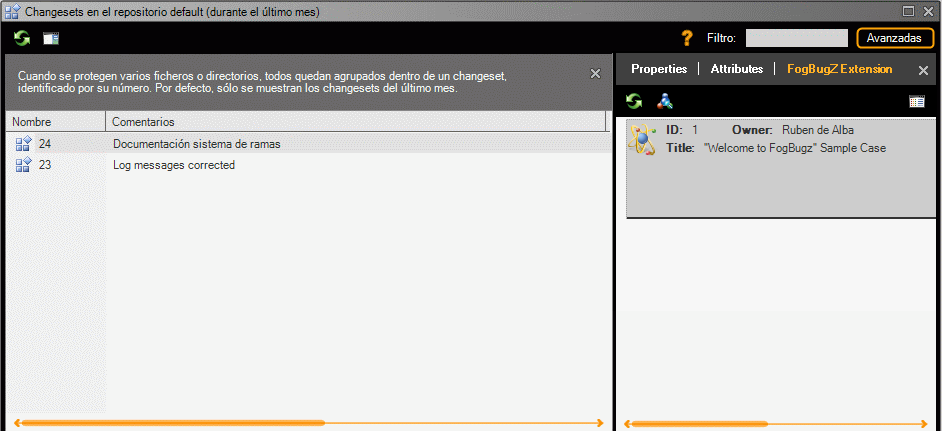 Changesets en el repositorio default (durante el último mes)
Filtro:
Avanzadas
Cuando se protegen varios ficheros o directorios, todos quedan agrupados dentro de un changeset,
identificado por su número. Por defecto, sólo se muestran los changesets del último mes.
Nombre Comentarios
24 Documentación sistema de ramas
23 Log messages corrected
Properties | Attributes | FogBugZ Extension
ID: 1 Owner: Ruben de Alba
Title: "Welcome to FogBugz" Sample Case